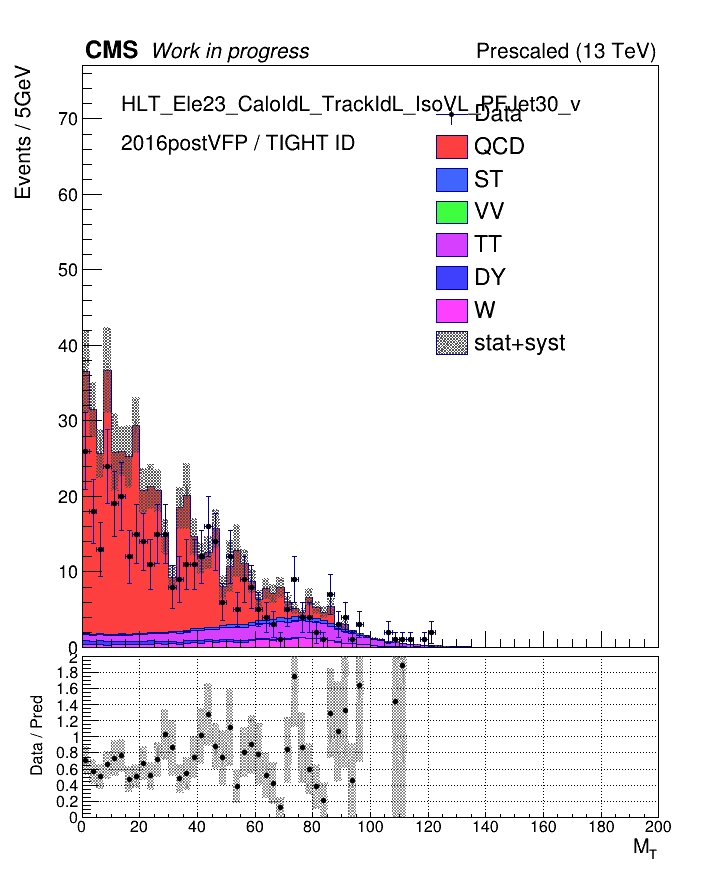 CMS Work in progress Prescaled (13 TeV)
Events / 5GeV
HLT_Ele23_CaloIdL_TrackIdL_IsoVL_PFJet30_v
2016postVFP / TIGHT ID
Data
QCD
ST
VV
TT
DY
W
stat+syst
70
60
50
40
30
20
10
0
Data / Pred
2
1.8
1.6
1.4
1.2
1
0.8
0.6
0.4
0.2
0
0 20 40 60 80 100 120 140 160 180 200
M_T